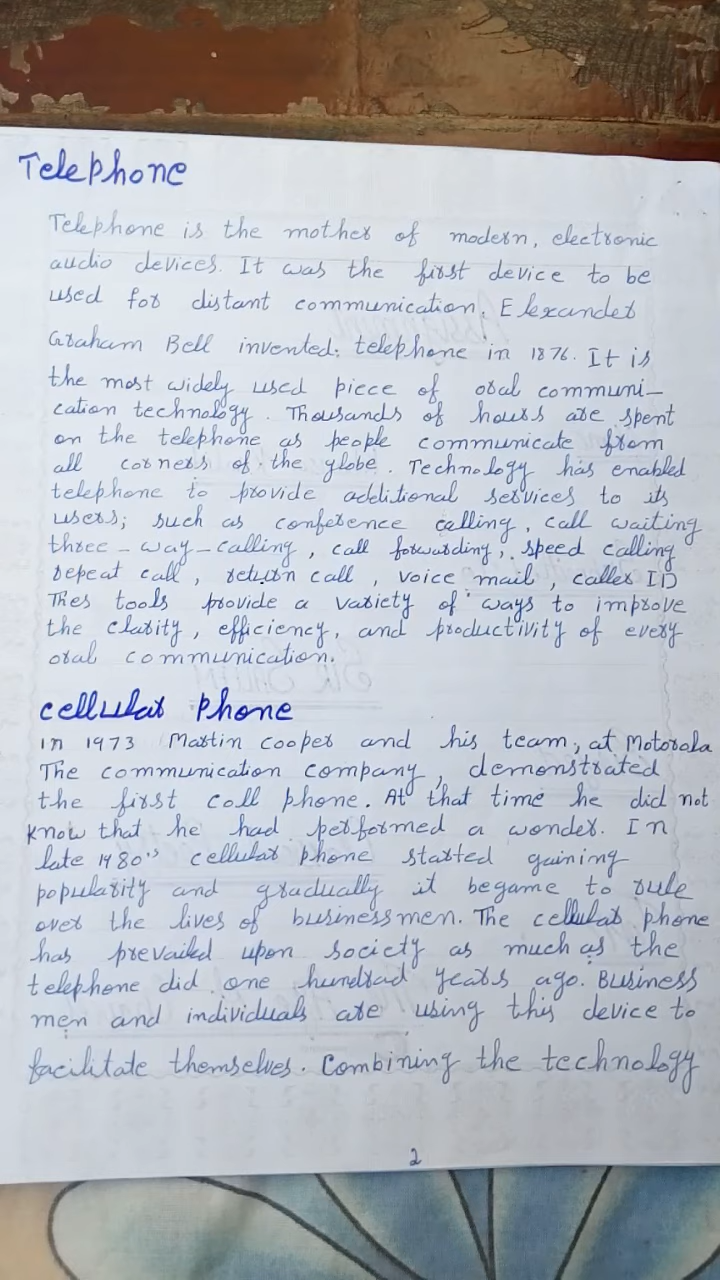 Telephone
Telephone is the mother of modern, electronic
audio devices. It was the first device to be
used for distant communication. Elexander
Graham Bell invented telephone in 1876. It is
the most widely used piece of oral communi-
cation technology. Thousands of hours are spent
on the telephone as people communicate from
all corners of the globe. Technology has enabled
telephone to provide additional services to its
users; such as conference calling, call waiting
three-way-calling, call forwarding, speed calling
repeat call, return call, voice mail, caller ID
Thes tools provide a variety of ways to improve
the clarity, efficiency, and productivity of every
oral communication.
cellular phone
in 1973 Martin cooper and his team, at Motorola
The communication company, demonstrated
the first coll phone. At that time he did not
know that he had performed a wonder. In
late 1980's cellular phone started gaining
popularity and gradually it begame to rule
over the lives of businessmen. The cellular phone
has prevailed upon society as much as the
telephone did one hundrad years ago. Business
men and individuals are using this device to
facilitate themselves. Combining the technology
2